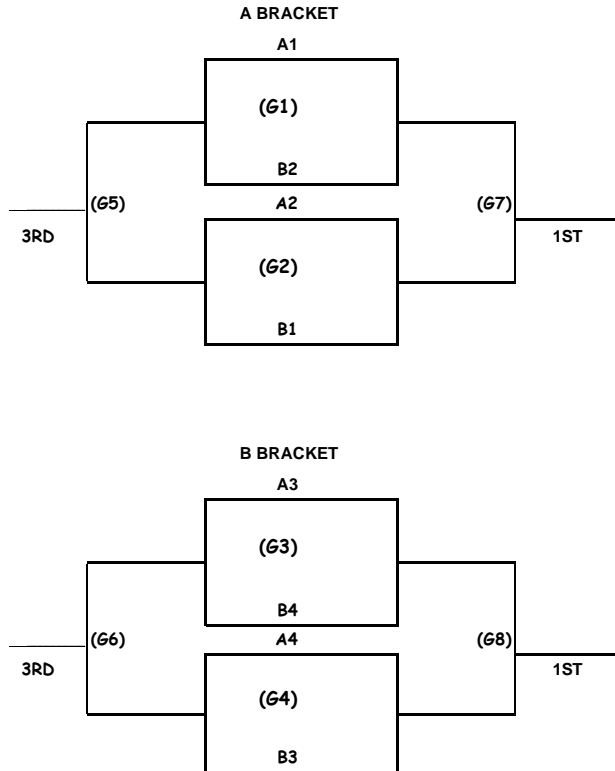 A BRACKET
A1
(G1)
B2
(G5)
A2
(G7)
3RD
1ST
(G2)
B1
B BRACKET
A3
(G3)
B4
(G6)
A4
(G8)
3RD
1ST
(G4)
B3